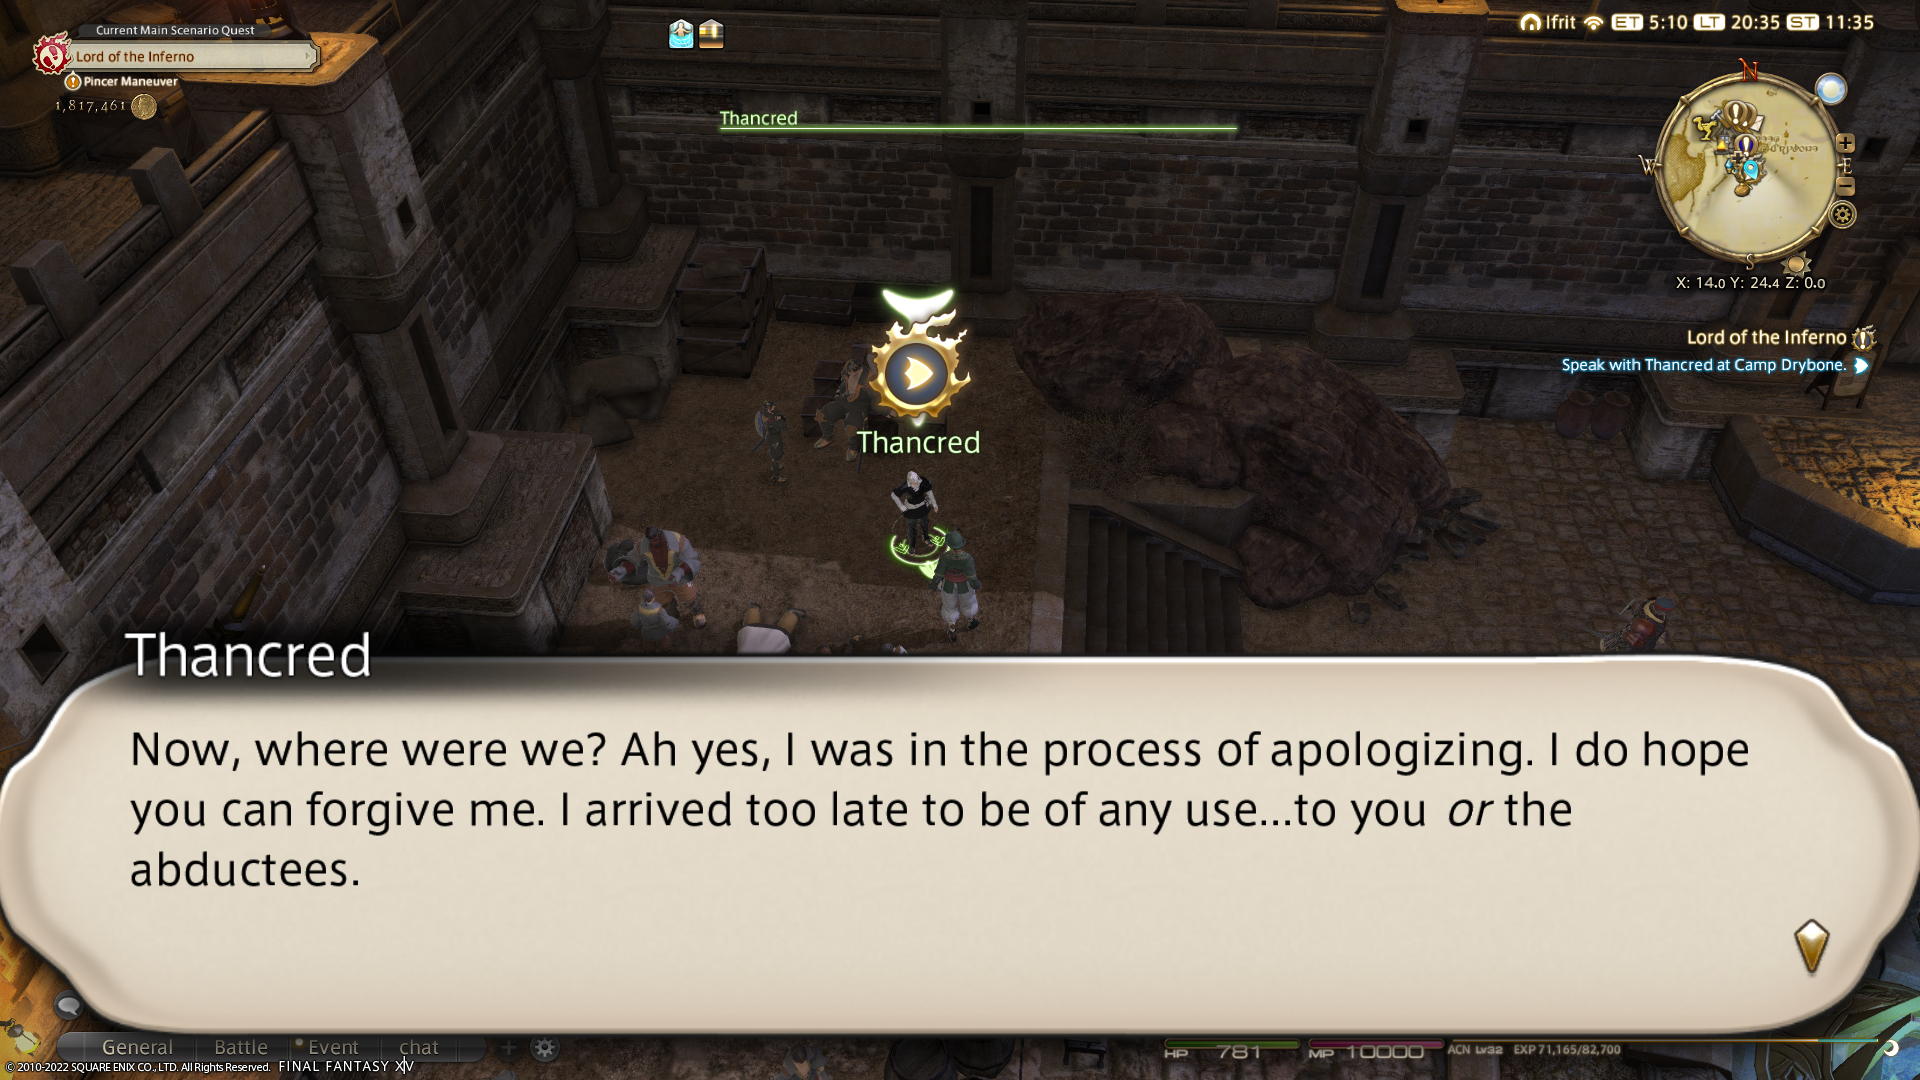 Current Main Scenario Quest
Lord of the Inferno
Pincer Maneuver
1,817,461
Ifrit ET 5:10 LT 20:35 ST 11:35
Thancred
N
W
E
S
X: 14.0 Y: 24.4 Z: 0.0
Lord of the Inferno
Speak with Thancred at Camp Drybone.
Thancred
Thancred
Now, where were we? Ah yes, I was in the process of apologizing. I do hope
you can forgive me. I arrived too late to be of any use...to you or the
abductees.
General Battle Event chat
HP 781 MP 10000 ACN Lv32 EXP 71,165/82,700
© 2010-2022 SQUARE ENIX CO., LTD. All Rights Reserved. FINAL FANTASY XIV